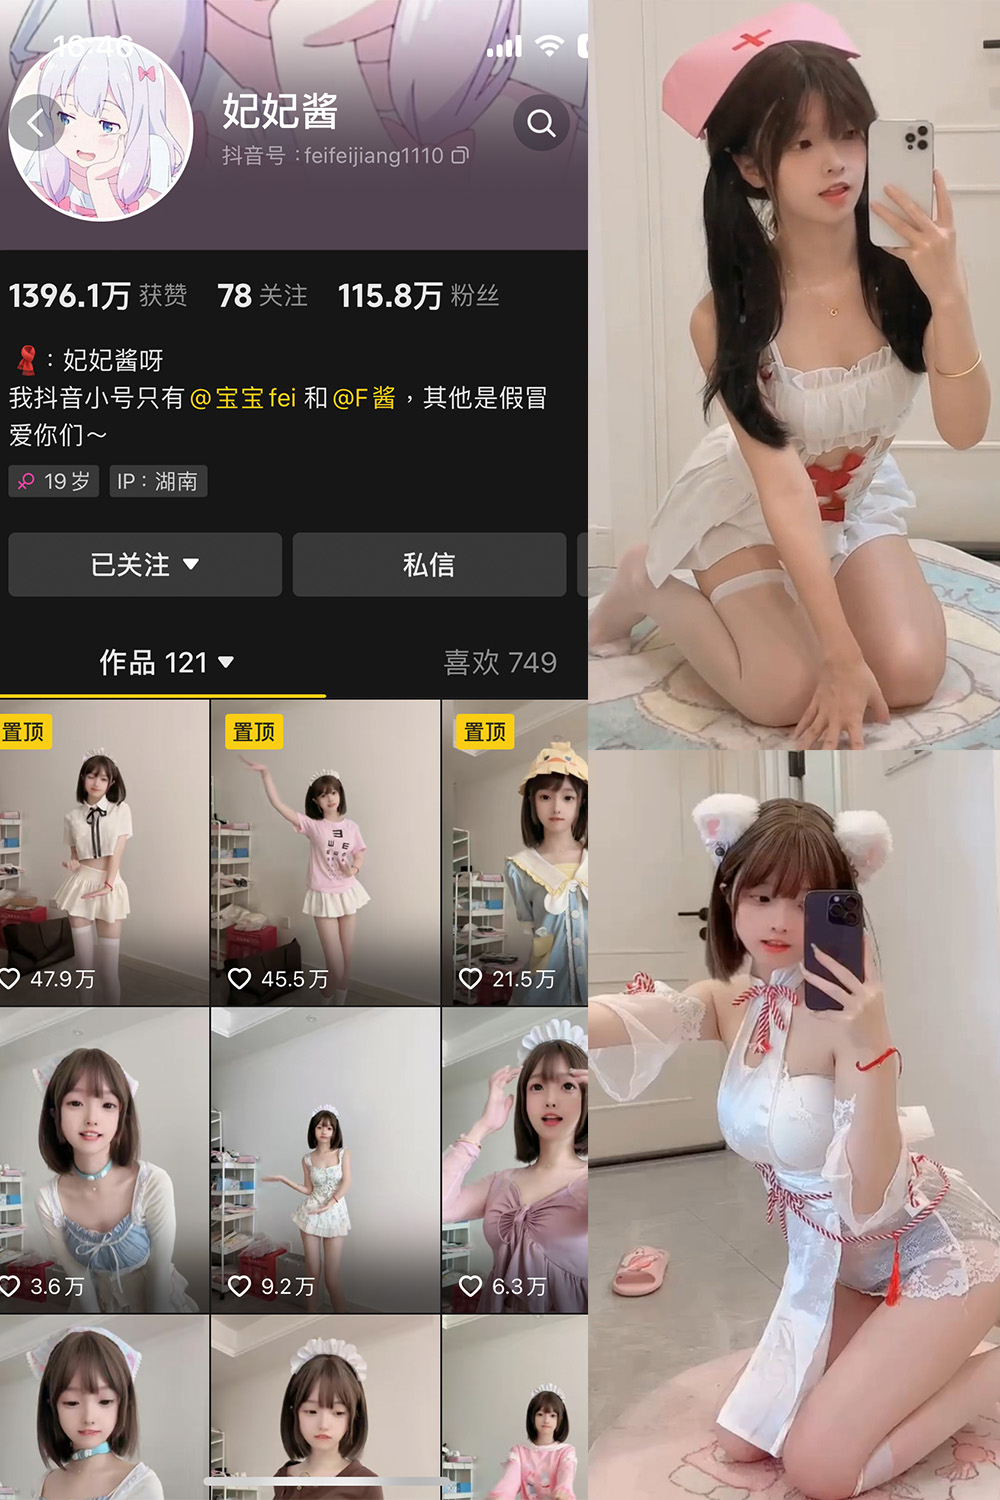 16:46
妃妃酱
抖音号：feifeijiang1110
1396.1万 获赞 78 关注 115.8万 粉丝
：妃妃酱呀
我抖音小号只有 @宝宝fei 和 @F酱，其他是假冒
爱你们～
19岁 IP：湖南
已关注 私信
作品 121 喜欢 749
置顶 置顶 置顶
47.9万 45.5万 21.5万
3.6万 9.2万 6.3万